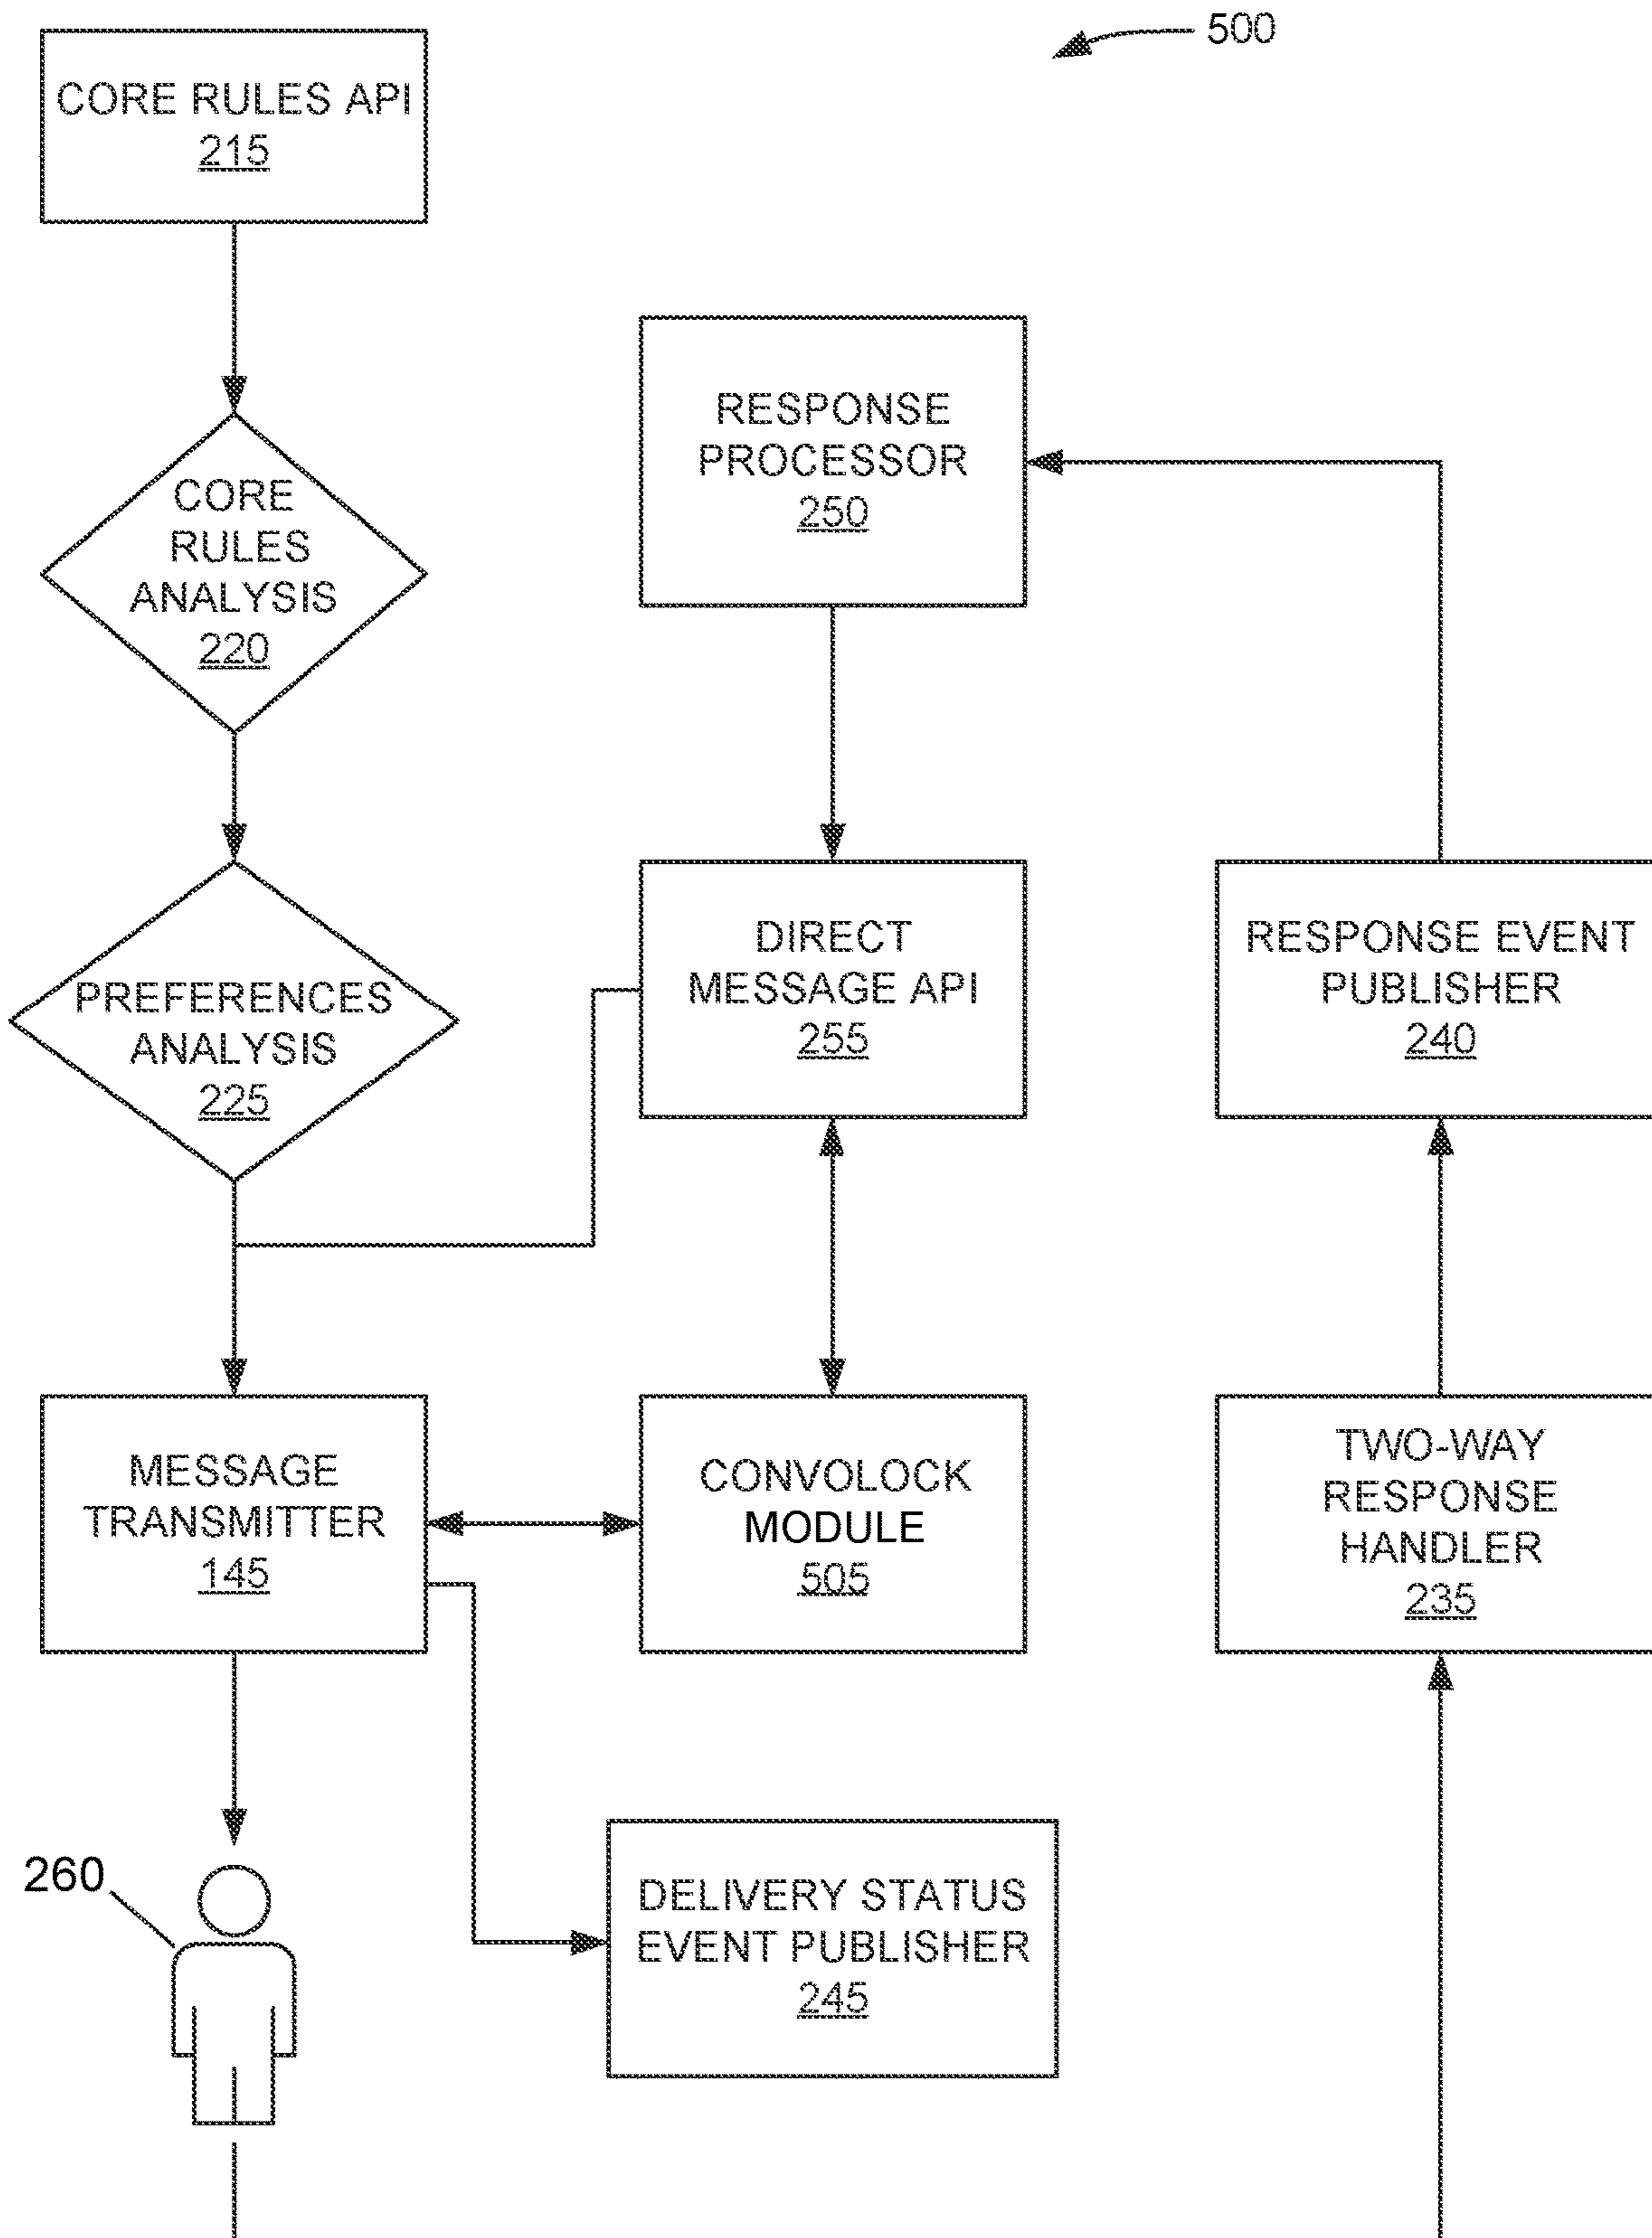 500
CORE RULES API
215
CORE
RULES
ANALYSIS
220
RESPONSE
PROCESSOR
250
PREFERENCES
ANALYSIS
225
DIRECT
MESSAGE API
255
RESPONSE EVENT
PUBLISHER
240
MESSAGE
TRANSMITTER
145
CONVOLOCK
MODULE
505
TWO-WAY
RESPONSE
HANDLER
235
260
DELIVERY STATUS
EVENT PUBLISHER
245